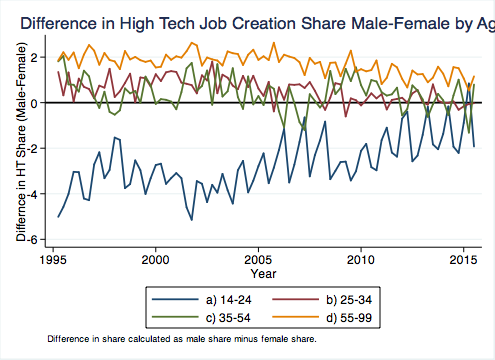 Difference in High Tech Job Creation Share Male-Female by Ag
Differnce in HT Share (Male-Female)
2
0
-2
-4
-6
1995 2000 2005 2010 2015
Year
a) 14-24 b) 25-34
c) 35-54 d) 55-99
Difference in share calculated as male share minus female share.